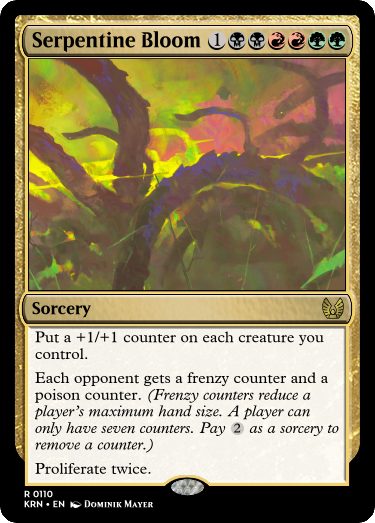 Serpentine Bloom 1
Sorcery
Put a +1/+1 counter on each creature you
control.
Each opponent gets a frenzy counter and a
poison counter. (Frenzy counters reduce a
player's maximum hand size. A player can
only have seven counters. Pay 2 as a sorcery to
remove a counter.)
Proliferate twice.
R 0110
KRN • EN Dominik Mayer